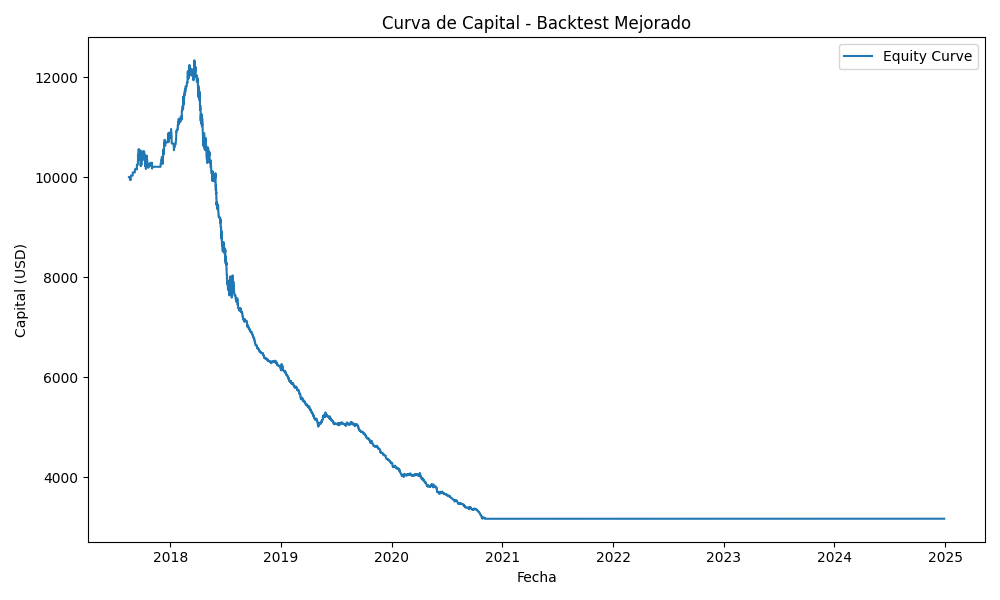 Curva de Capital - Backtest Mejorado
Equity Curve
Capital (USD)
12000
10000
8000
6000
4000
2018 2019 2020 2021 2022 2023 2024 2025
Fecha